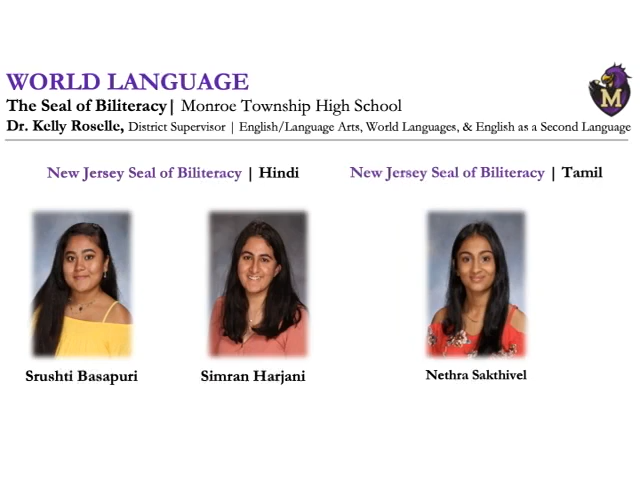 WORLD LANGUAGE
The Seal of Biliteracy| Monroe Township High School
Dr. Kelly Roselle, District Supervisor | English/Language Arts, World Languages, & English as a Second Language
M
New Jersey Seal of Biliteracy | Hindi
New Jersey Seal of Biliteracy | Tamil
Srushti Basapuri
Simran Harjani
Nethra Sakthivel